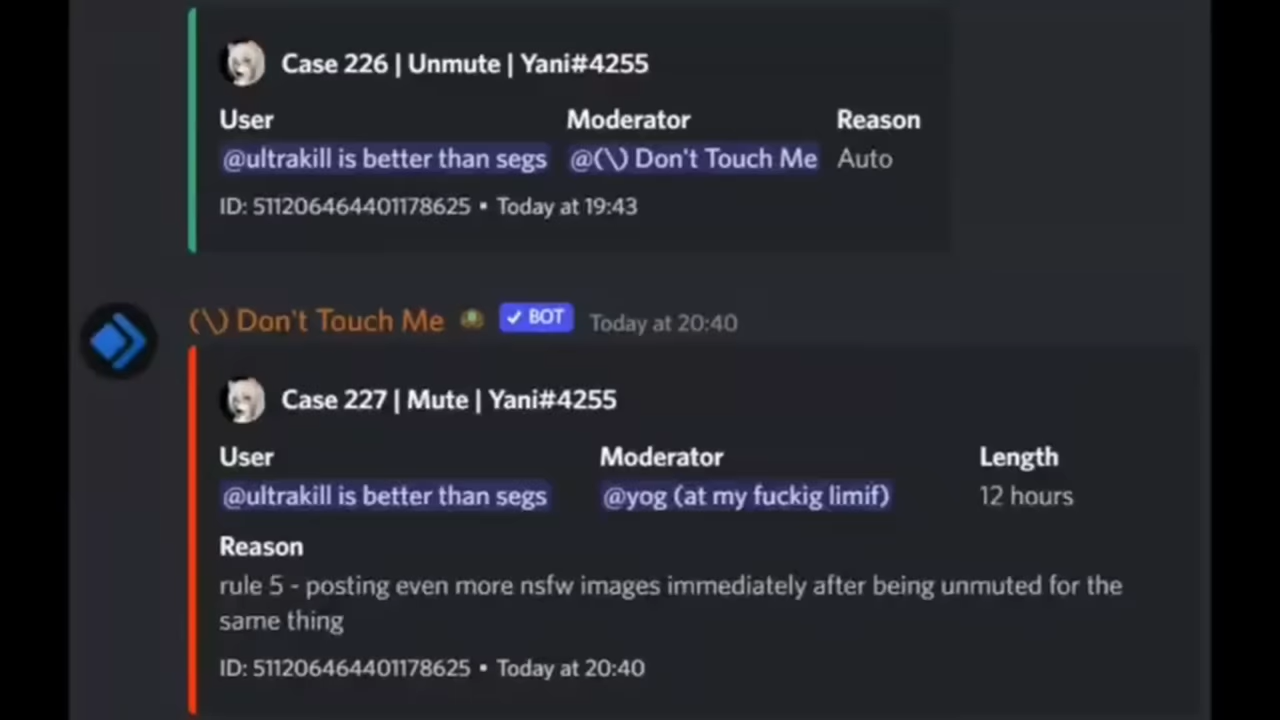 Case 226 | Unmute | Yani#4255
User Moderator Reason
@ultrakill is better than segs @(\) Don't Touch Me Auto
ID: 511206464401178625 • Today at 19:43
(\) Don't Touch Me ✓ BOT Today at 20:40
Case 227 | Mute | Yani#4255
User Moderator Length
@ultrakill is better than segs @yog (at my fuckig limif) 12 hours
Reason
rule 5 - posting even more nsfw images immediately after being unmuted for the
same thing
ID: 511206464401178625 • Today at 20:40